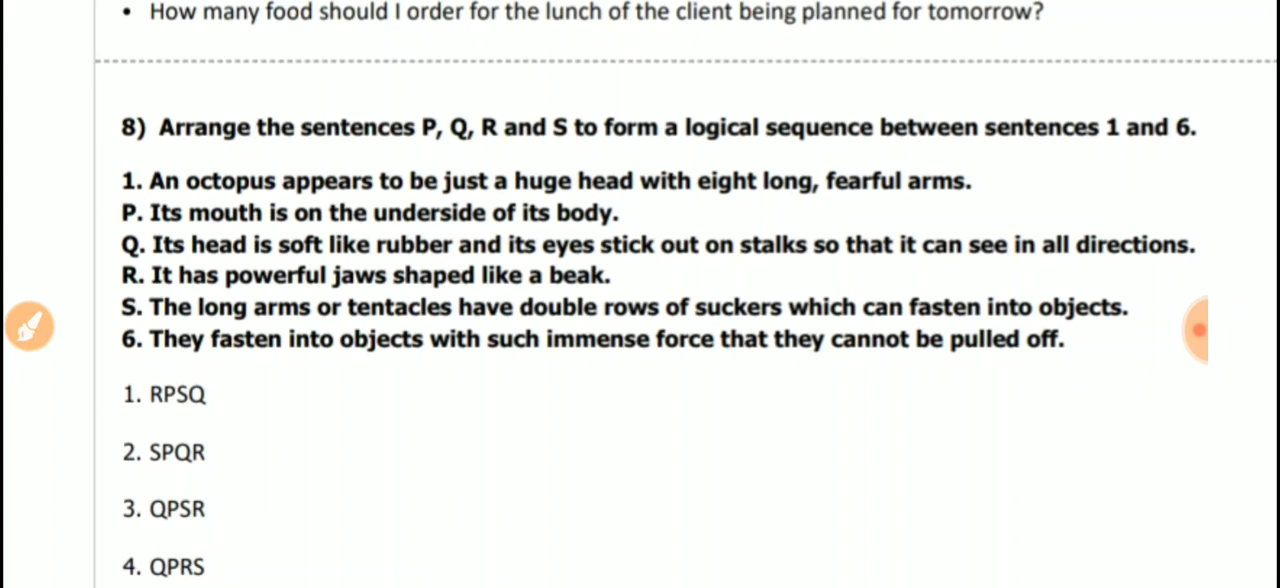 • How many food should I order for the lunch of the client being planned for tomorrow?
8) Arrange the sentences P, Q, R and S to form a logical sequence between sentences 1 and 6.
1. An octopus appears to be just a huge head with eight long, fearful arms.
P. Its mouth is on the underside of its body.
Q. Its head is soft like rubber and its eyes stick out on stalks so that it can see in all directions.
R. It has powerful jaws shaped like a beak.
S. The long arms or tentacles have double rows of suckers which can fasten into objects.
6. They fasten into objects with such immense force that they cannot be pulled off.
1. RPSQ
2. SPQR
3. QPSR
4. QPRS